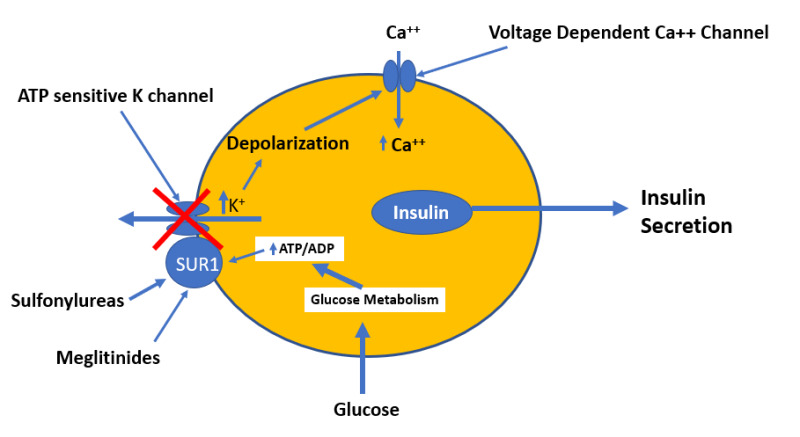 Ca++
Voltage Dependent Ca++ Channel
ATP sensitive K channel
Depolarization
Ca++
K+
Insulin
Insulin
Secretion
ATP/ADP
SUR1
Glucose Metabolism
Sulfonylureas
Meglitinides
Glucose